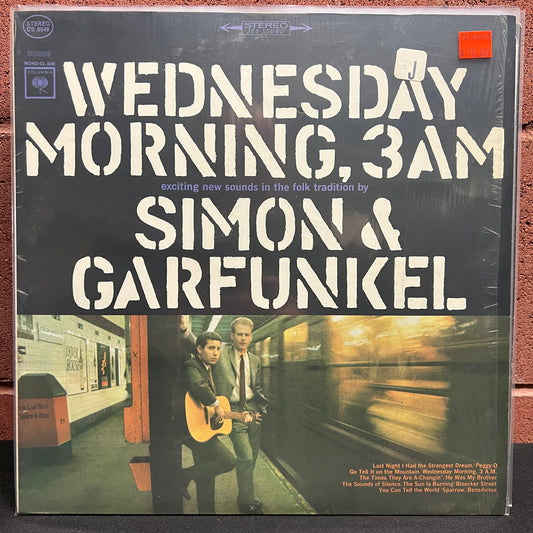 STEREO
CS 9049
STEREO
360 SOUND
COLUMBIA
J
WEDNESDAY
MORNING, 3AM
exciting new sounds in the folk tradition by
SIMON &
GARFUNKEL
Last Night I Had the Strangest Dream · Peggy-O
Go Tell It on the Mountain · Wednesday Morning, 3 A.M.
The Times They Are A-Changin' · He Was My Brother
The Sounds of Silence · The Sun Is Burning · Bleecker Street
You Can Tell the World · Sparrow · Benedictus